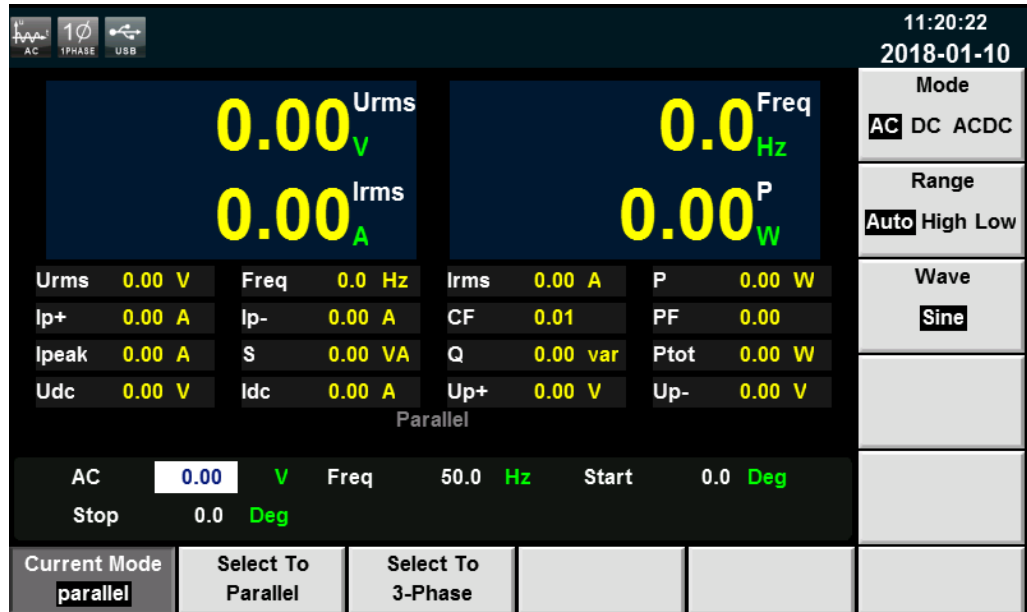 u
t
AC
1Ø
1PHASE
USB
11:20:22
2018-01-10
0.00 Urms V
0.0 Freq Hz
0.00 Irms A
0.00 P W
Urms 0.00 V Freq 0.0 Hz Irms 0.00 A P 0.00 W
Ip+ 0.00 A Ip- 0.00 A CF 0.01 PF 0.00
Ipeak 0.00 A S 0.00 VA Q 0.00 var Ptot 0.00 W
Udc 0.00 V Idc 0.00 A Up+ 0.00 V Up- 0.00 V
Parallel
AC 0.00 V Freq 50.0 Hz Start 0.0 Deg
Stop 0.0 Deg
Mode
AC DC ACDC
Range
Auto High Low
Wave
Sine
Current Mode
parallel
Select To
Parallel
Select To
3-Phase